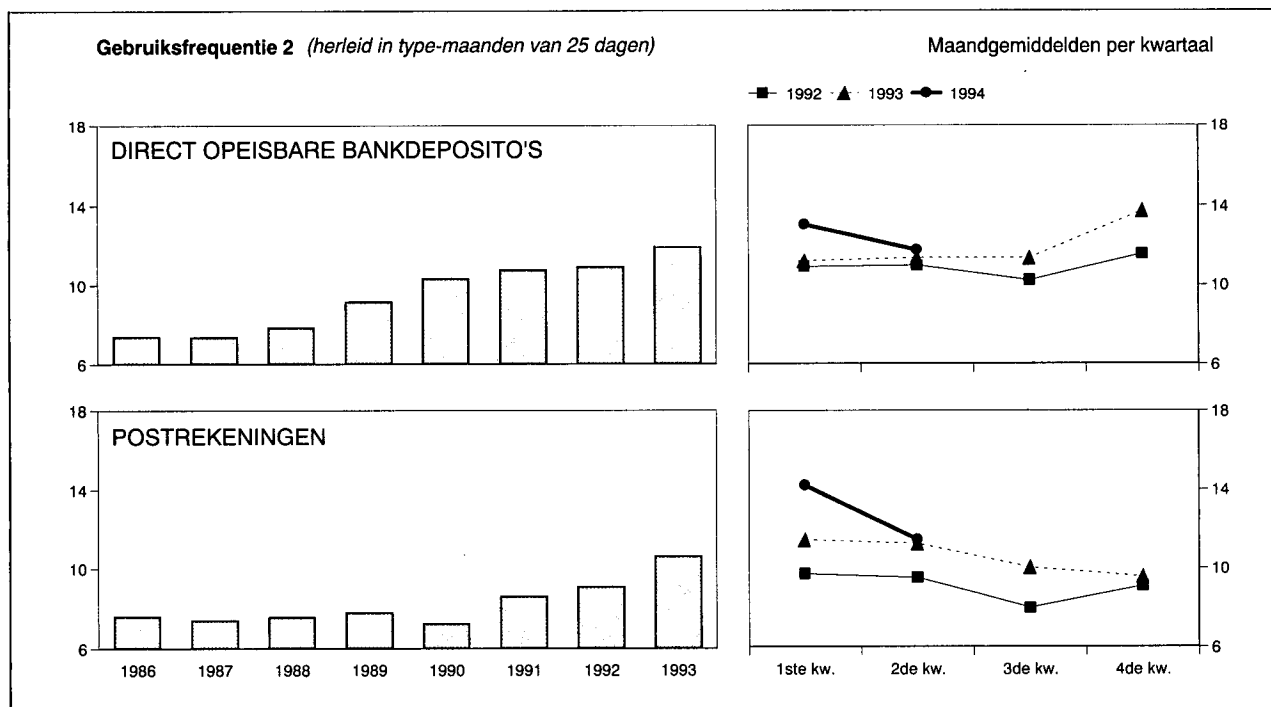 Gebruiksfrequentie 2 (herleid in type-maanden van 25 dagen)
Maandgemiddelden per kwartaal
1992 1993 1994
DIRECT OPEISBARE BANKDEPOSITO'S
18
14
10
6
18
14
10
6
POSTREKENINGEN
18
14
10
6
1986 1987 1988 1989 1990 1991 1992 1993
18
14
10
6
1ste kw. 2de kw. 3de kw. 4de kw.